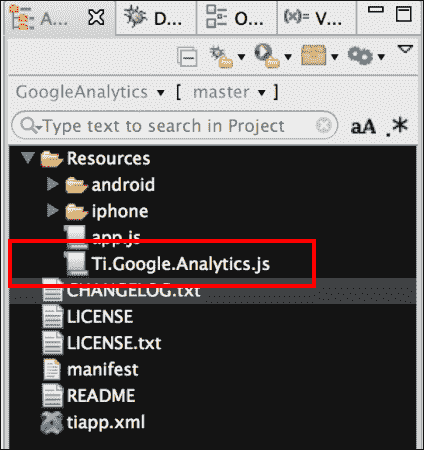 A... D... O... (x)= V...
GoogleAnalytics ▾ [ master ▾ ]
Type text to search in Project aA .*
Resources
android
iphone
app.js
Ti.Google.Analytics.js
CHANGELOG.txt
LICENSE
LICENSE.txt
manifest
README
tiapp.xml